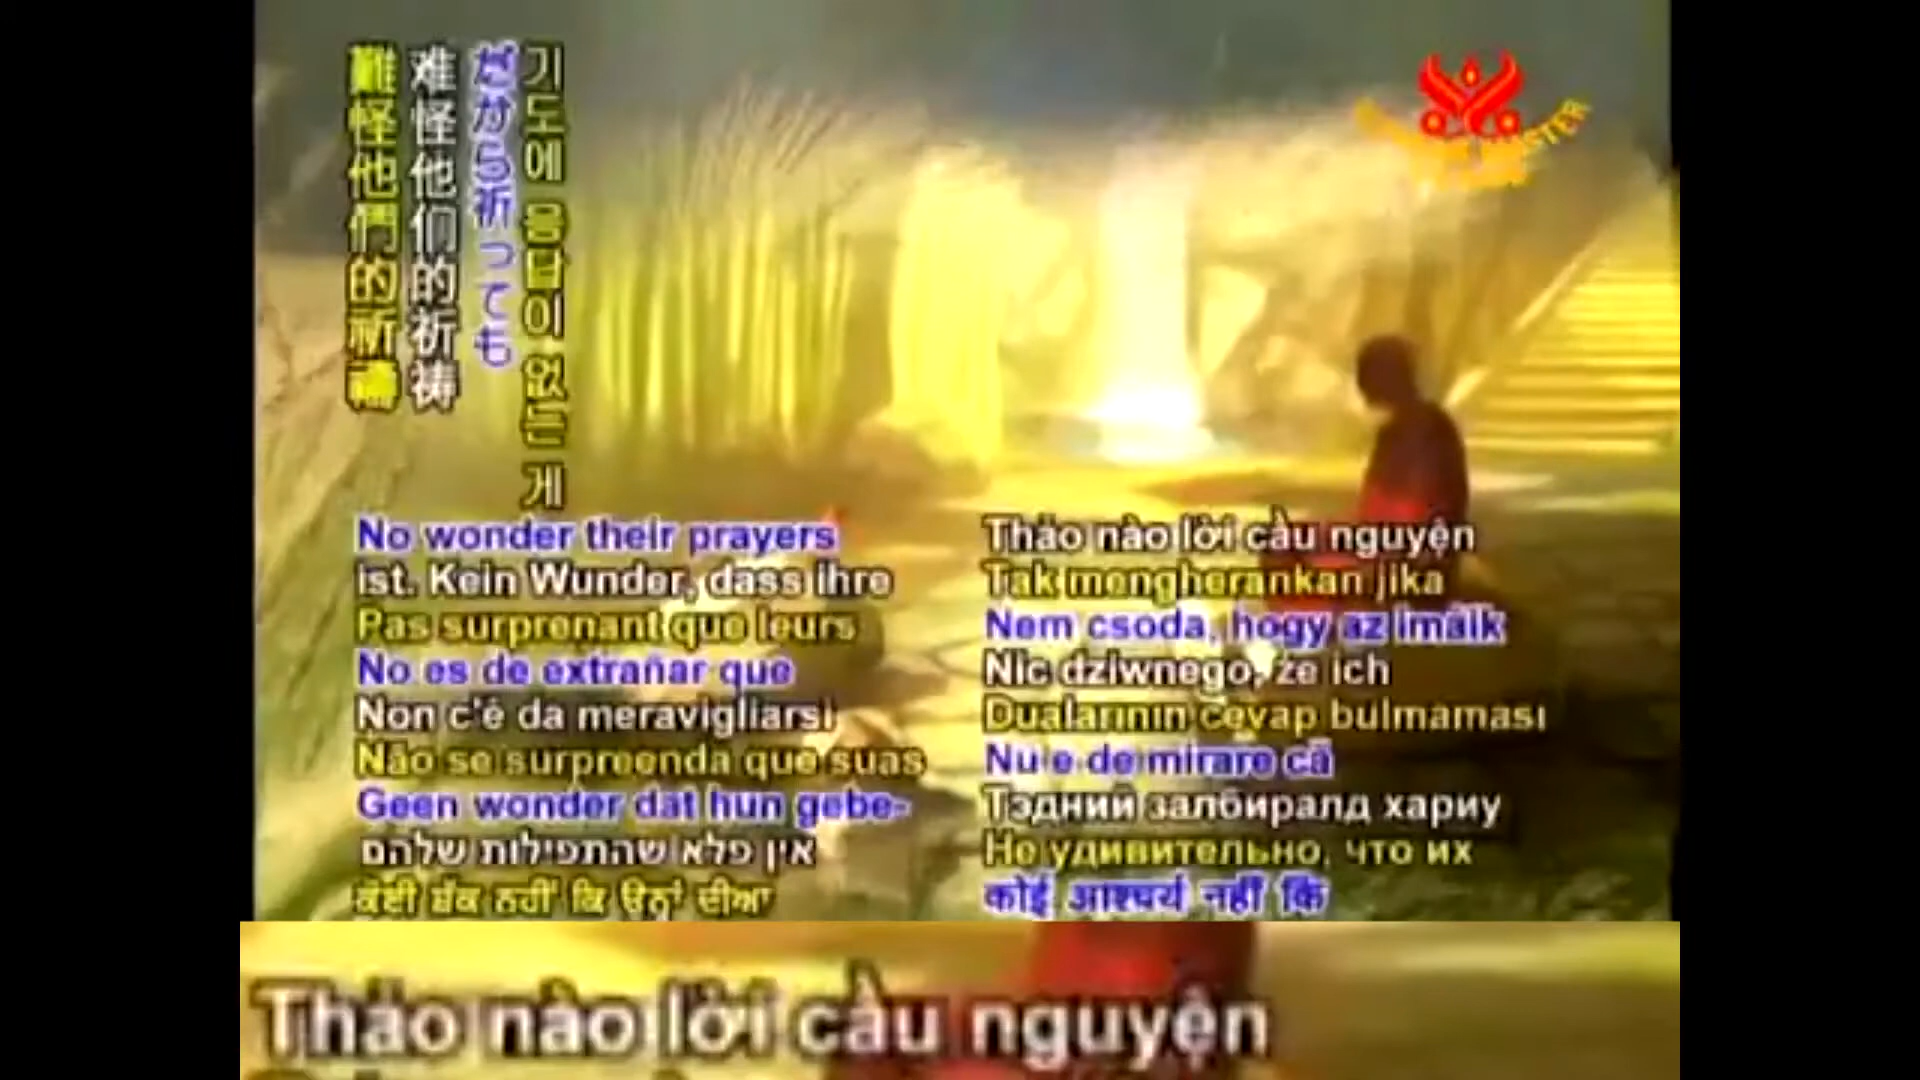 難怪他們的祈禱
难怪他们的祈祷
だから祈っても
기도에 응답이 없는 게
No wonder their prayers
ist. Kein Wunder, dass ihre
Pas surprenant que leurs
No es de extrañar que
Non c'é da meravigliarsi
Não se surpreenda que suas
Geen wonder dat hun gebe-
אין פלא שהתפילות שלהם
ਕੋਈ ਸ਼ੱਕ ਨਹੀਂ ਕਿ ਉਨ੍ਹਾਂ ਦੀਆ
Thảo nào lời cầu nguyện
Tak mengherankan jika
Nem csoda, hogy az imáik
Nic dziwnego, że ich
Dualarının cevap bulmaması
Nu e de mirare că
Тэдний залбиралд хариу
Не удивительно, что их
कोई आश्चर्य नहीं कि
Thảo nào lời cầu nguyện